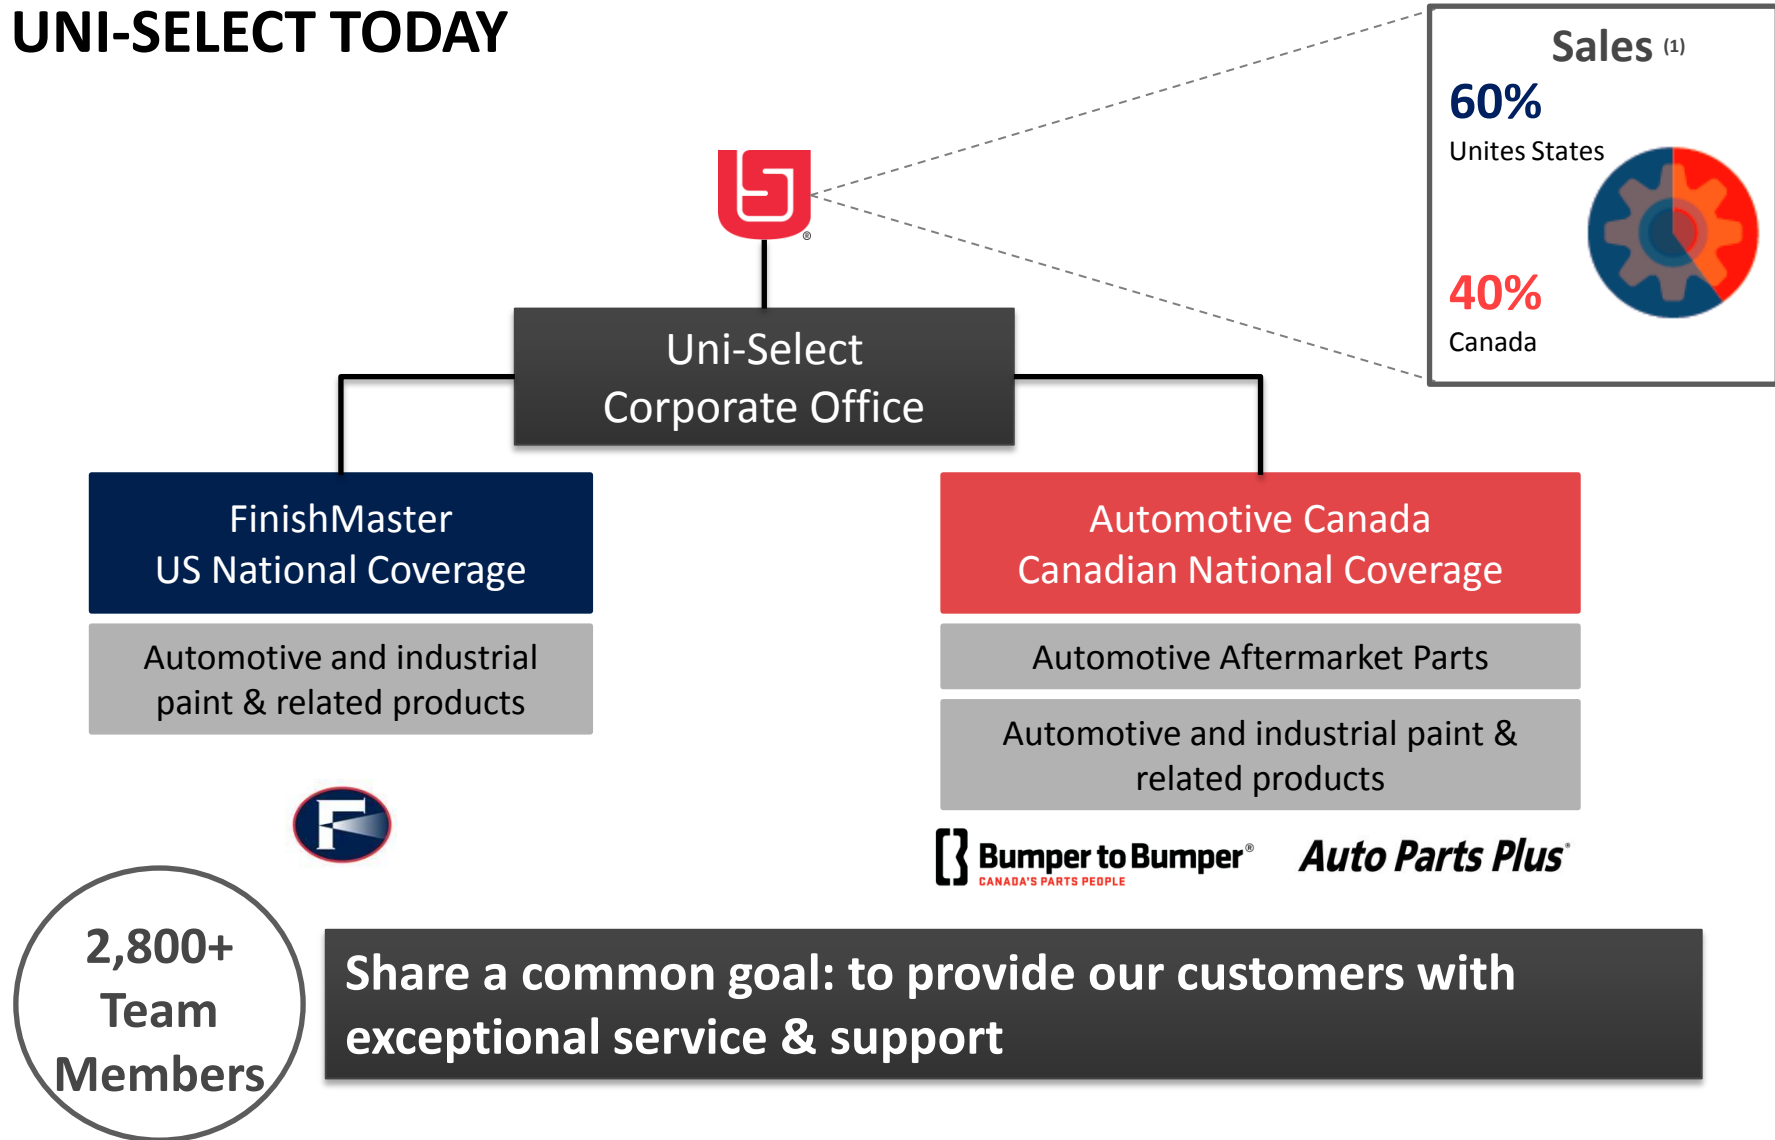 UNI-SELECT TODAY
Sales (1)
60%
Unites States
40%
Canada
®
Uni-Select
Corporate Office
FinishMaster
US National Coverage
Automotive and industrial
paint & related products
F
Automotive Canada
Canadian National Coverage
Automotive Aftermarket Parts
Automotive and industrial paint &
related products
Bumper to Bumper®
CANADA'S PARTS PEOPLE
Auto Parts Plus®
2,800+
Team
Members
Share a common goal: to provide our customers with
exceptional service & support